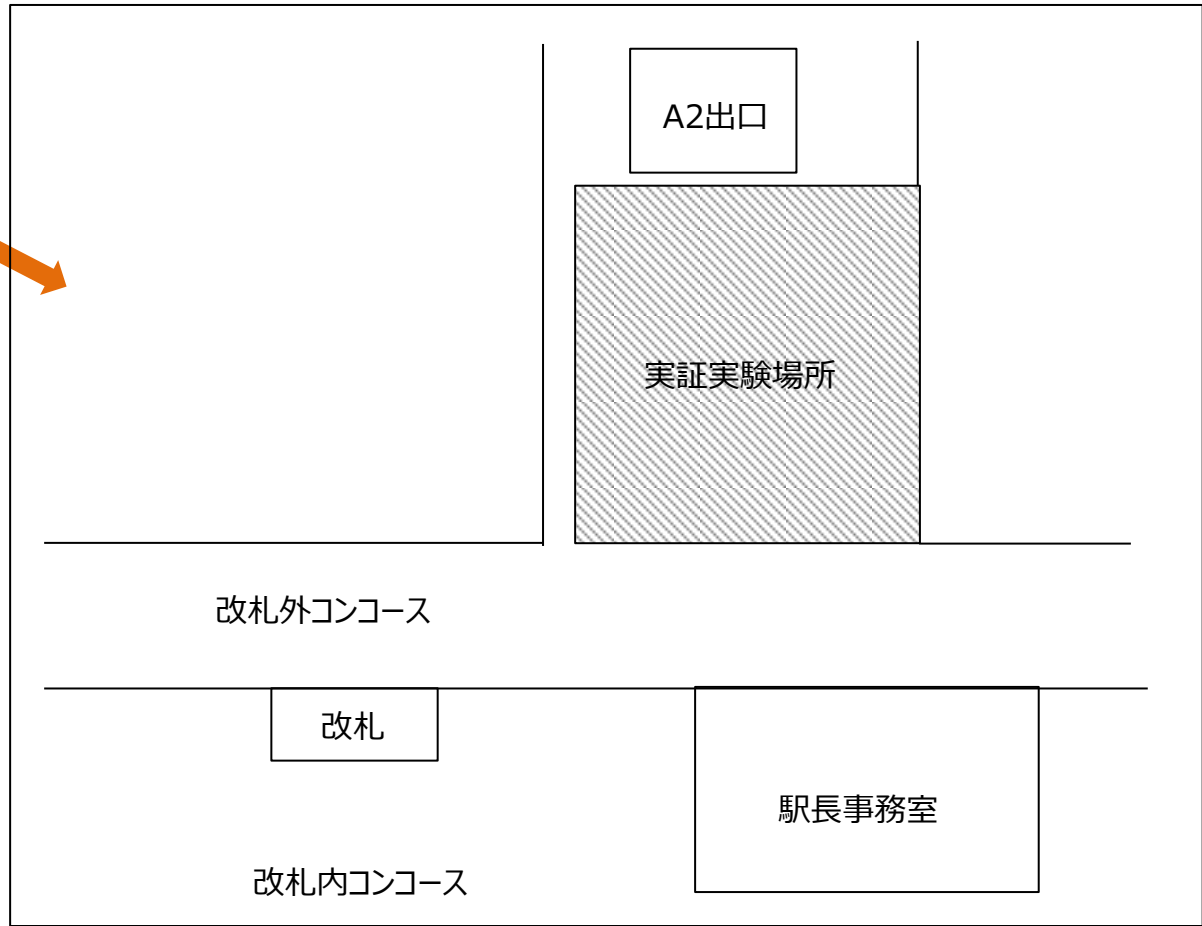 A2出口
実証実験場所
改札外コンコース
改札
駅長事務室
改札内コンコース